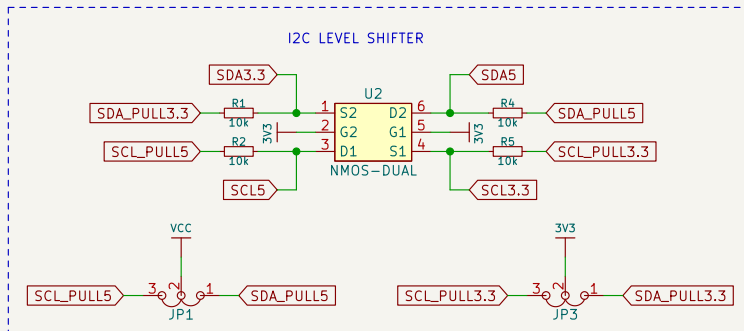 I2C LEVEL SHIFTER
SDA3.3 U2 SDA5
SDA_PULL3.3 R1 10k 1 S2 D2 6 R4 10k SDA_PULL5
3V3 2 G2 G1 5 3V3
SCL_PULL5 R2 10k 3 D1 S1 4 R5 10k SCL_PULL3.3
NMOS-DUAL
SCL5 SCL3.3
VCC 3V3
SCL_PULL5 3 2 1 SDA_PULL5 SCL_PULL3.3 3 2 1 SDA_PULL3.3
JP1 JP3